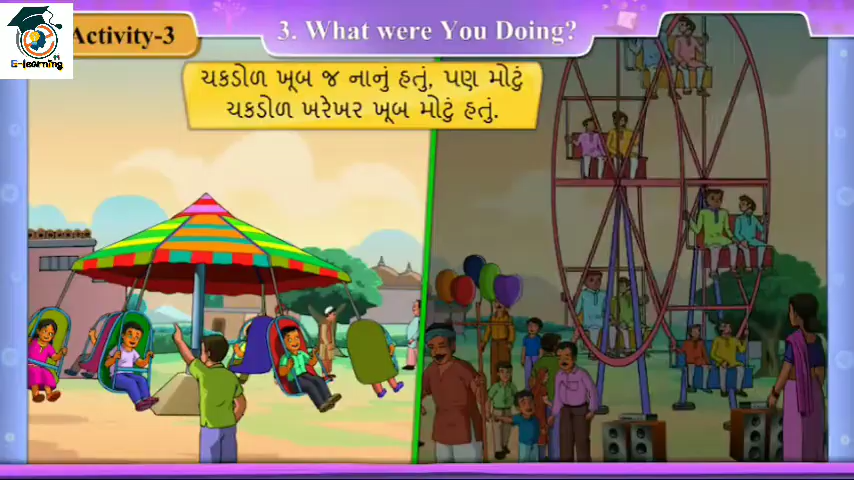 Activity-3
3. What were You Doing?
E-learning
ચકડોળ ખૂબ જ નાનું હતું, પણ મોટું
ચકડોળ ખરેખર ખૂબ મોટું હતું.